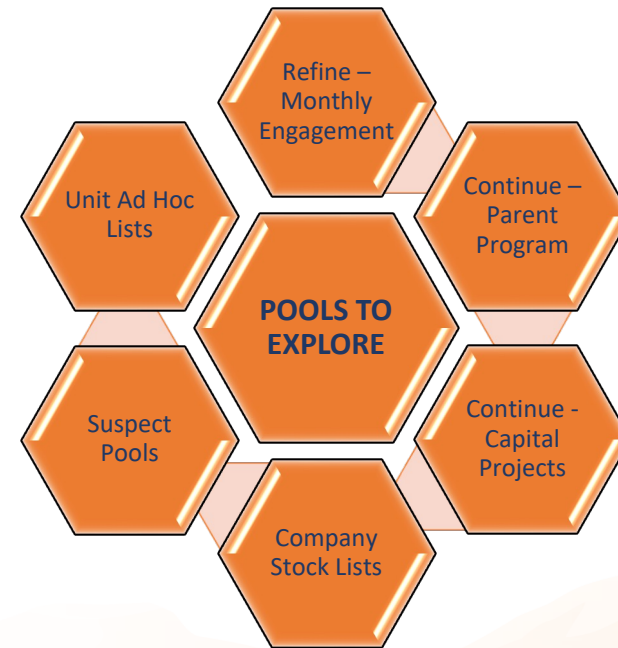 Refine –
Monthly
Engagement
Unit Ad Hoc
Lists
Continue –
Parent
Program
POOLS TO
EXPLORE
Suspect
Pools
Continue -
Capital
Projects
Company
Stock Lists